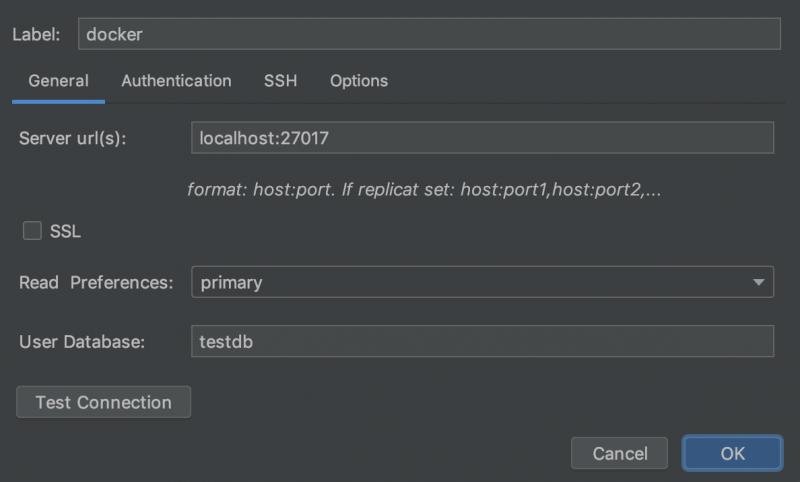 Label: docker
General Authentication SSH Options
Server url(s): localhost:27017
format: host:port. If replicat set: host:port1,host:port2,...
SSL
Read Preferences: primary
User Database: testdb
Test Connection
Cancel OK